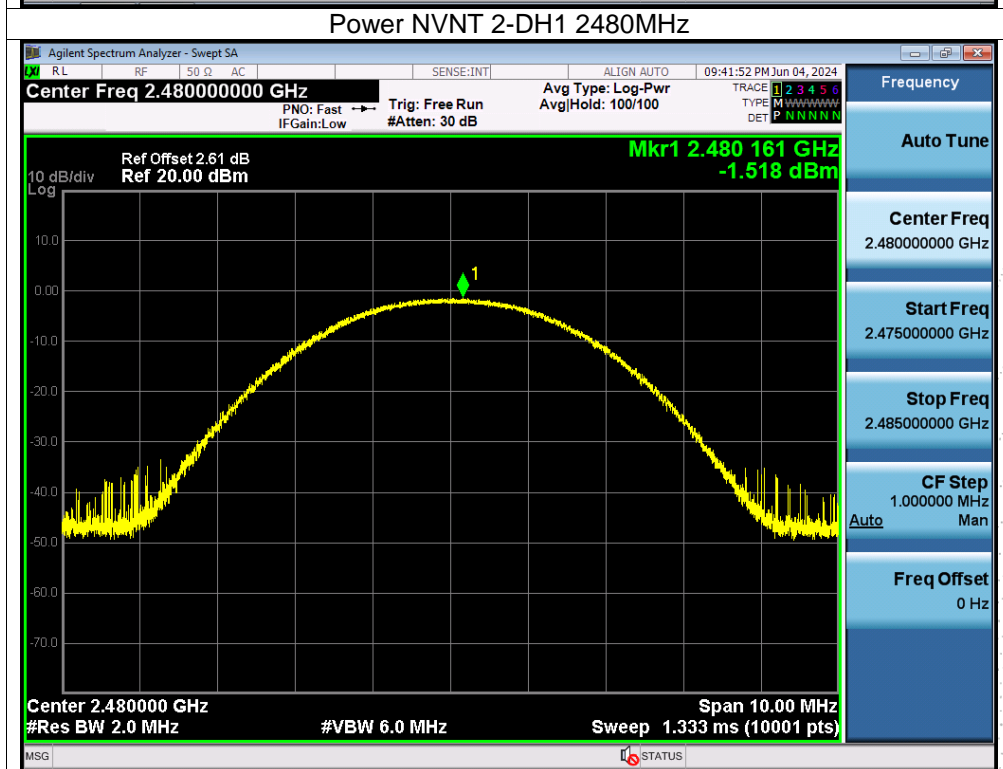 Power NVNT 2-DH1 2480MHz
Agilent Spectrum Analyzer - Swept SA
LXI RL RF 50 Ω AC SENSE:INT ALIGN AUTO 09:41:52 PM Jun 04, 2024
Center Freq 2.480000000 GHz
PNO: Fast
IFGain:Low
Trig: Free Run
#Atten: 30 dB
Avg Type: Log-Pwr
Avg|Hold: 100/100
TRACE 1 2 3 4 5 6
TYPE M WWWWW
DET P N N N N N
Mkr1 2.480 161 GHz
-1.518 dBm
Ref Offset 2.61 dB
10 dB/div Ref 20.00 dBm
Log
10.0
0.00
-10.0
-20.0
-30.0
-40.0
-50.0
-60.0
-70.0
1
Center 2.480000 GHz Span 10.00 MHz
#Res BW 2.0 MHz #VBW 6.0 MHz Sweep 1.333 ms (10001 pts)
MSG STATUS
Frequency
Auto Tune
Center Freq
2.480000000 GHz
Start Freq
2.475000000 GHz
Stop Freq
2.485000000 GHz
CF Step
1.000000 MHz
Auto Man
Freq Offset
0 Hz